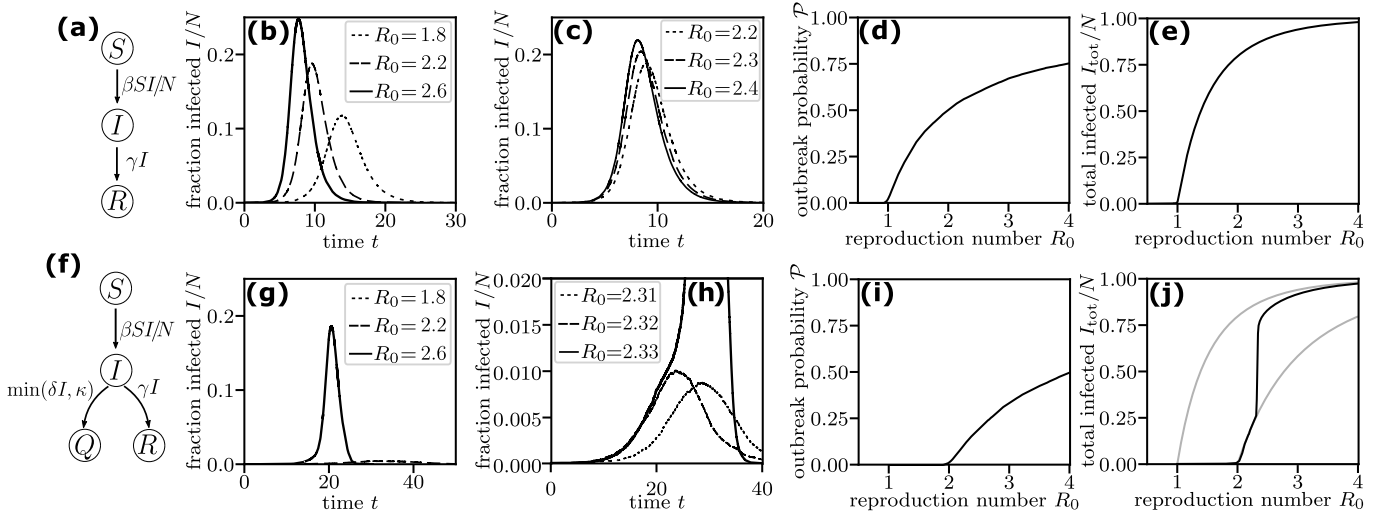 (a)
S
βSI/N
I
γI
R
(b)
fraction infected I/N
0.2
0.1
0.0
0
10
20
30
time t
R₀=1.8
R₀=2.2
R₀=2.6
(c)
fraction infected I/N
0.2
0.1
0.0
0
10
20
time t
R₀=2.2
R₀=2.3
R₀=2.4
(d)
outbreak probability 𝒫
1.00
0.75
0.50
0.25
0.00
1
2
3
4
reproduction number R₀
(e)
total infected I_tot/N
1.00
0.75
0.50
0.25
0.00
1
2
3
4
reproduction number R₀
(f)
S
βSI/N
I
min(δI, κ)
γI
Q
R
(g)
fraction infected I/N
0.2
0.1
0.0
0
20
40
time t
R₀=1.8
R₀=2.2
R₀=2.6
(h)
fraction infected I/N
0.020
0.015
0.010
0.005
0.000
0
20
40
time t
R₀=2.31
R₀=2.32
R₀=2.33
(i)
outbreak probability 𝒫
1.00
0.75
0.50
0.25
0.00
1
2
3
4
reproduction number R₀
(j)
total infected I_tot/N
1.00
0.75
0.50
0.25
0.00
1
2
3
4
reproduction number R₀